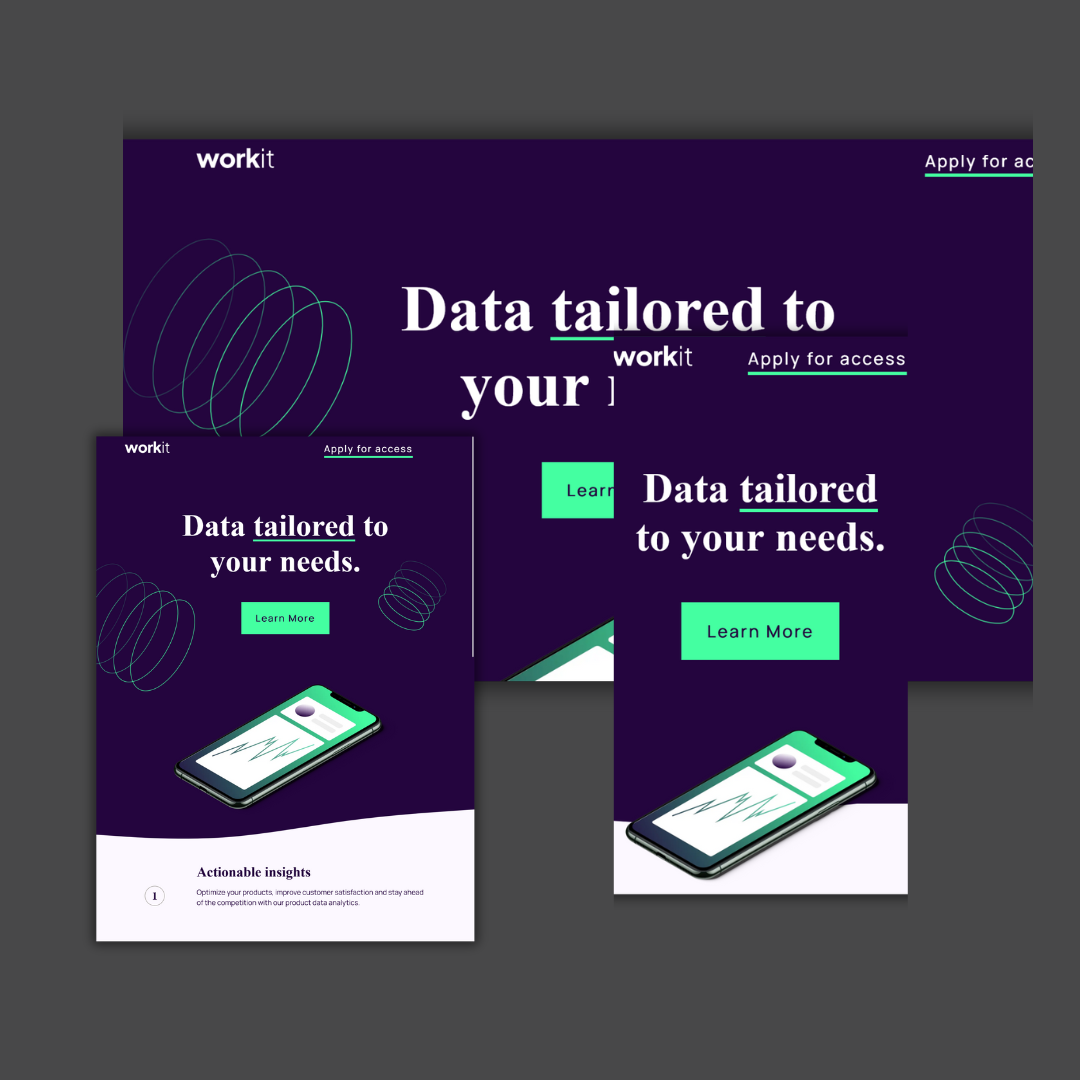 workit
Apply for ac
Data tailored to
your
Learn
workit
Apply for access
Data tailored
to your needs.
Learn More
workit
Apply for access
Data tailored to
your needs.
Learn More
Actionable insights
1
Optimize your products, improve customer satisfaction and stay ahead
of the competition with our product data analytics.